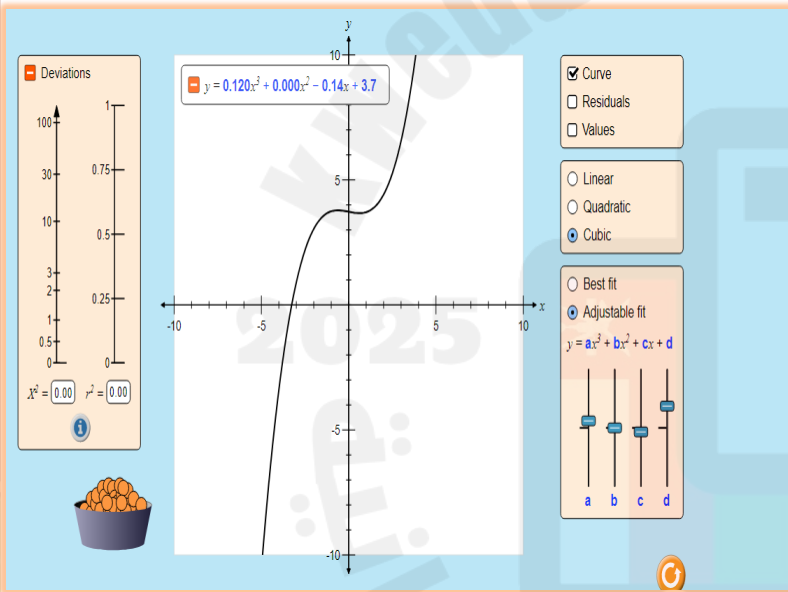 Deviations
100
30
10
3
2
1
0.5
0
1
0.75
0.5
0.25
0
X² = 0.00 r² = 0.00
y
y = 0.120x³ + 0.000x² − 0.14x + 3.7
10
5
-5
-10
-10 -5 5 10 x
Curve
Residuals
Values
Linear
Quadratic
Cubic
Best fit
Adjustable fit
y = ax³ + bx² + cx + d
a b c d
2025